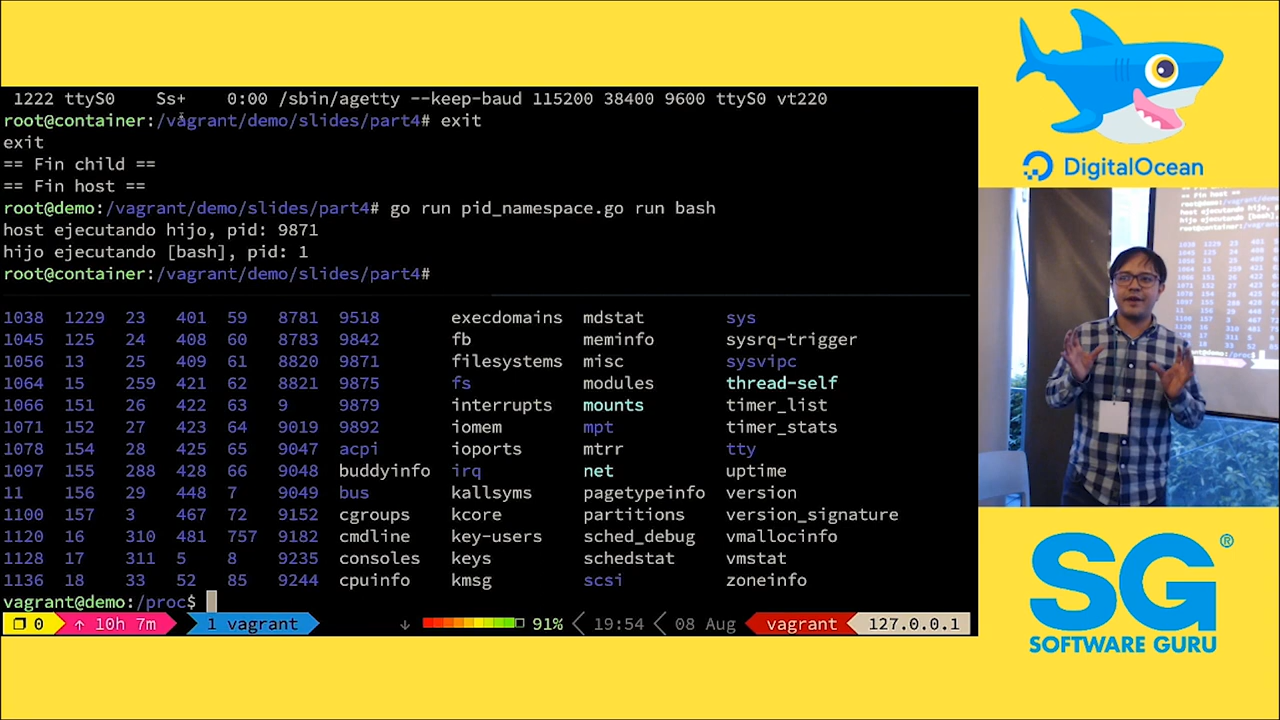 1222 ttyS0 Ss+ 0:00 /sbin/agetty --keep-baud 115200 38400 9600 ttyS0 vt220
root@container:/vagrant/demo/slides/part4# exit
exit
== Fin child ==
== Fin host ==
root@demo:/vagrant/demo/slides/part4# go run pid_namespace.go run bash
host ejecutando hijo, pid: 9871
hijo ejecutando [bash], pid: 1
root@container:/vagrant/demo/slides/part4#
1038 1229 23 401 59 8781 9518 execdomains mdstat sys
1045 125 24 408 60 8783 9842 fb meminfo sysrq-trigger
1056 13 25 409 61 8820 9871 filesystems misc sysvipc
1064 15 259 421 62 8821 9875 fs modules thread-self
1066 151 26 422 63 9 9879 interrupts mounts timer_list
1071 152 27 423 64 9019 9892 iomem mpt timer_stats
1078 154 28 425 65 9047 acpi ioports mtrr tty
1097 155 288 428 66 9048 buddyinfo irq net uptime
11 156 29 448 7 9049 bus kallsyms pagetypeinfo version
1100 157 3 467 72 9152 cgroups kcore partitions version_signature
1120 16 310 481 757 9182 cmdline key-users sched_debug vmallocinfo
1128 17 311 5 8 9235 consoles keys schedstat vmstat
1136 18 33 52 85 9244 cpuinfo kmsg scsi zoneinfo
vagrant@demo:/proc$
0 ↑ 10h 7m 1 vagrant ↓ 91% 19:54 08 Aug vagrant 127.0.0.1
DigitalOcean
SG®
SOFTWARE GURU